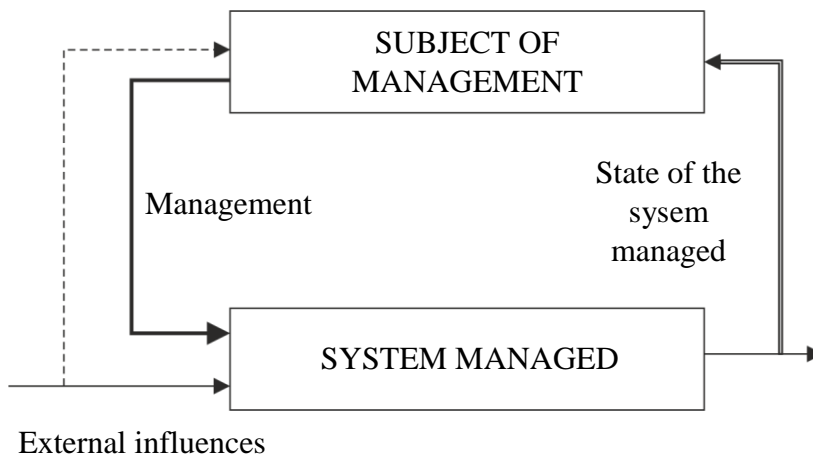 SUBJECT OF
MANAGEMENT
Management
State of the
sysem
managed
SYSTEM MANAGED
External influences